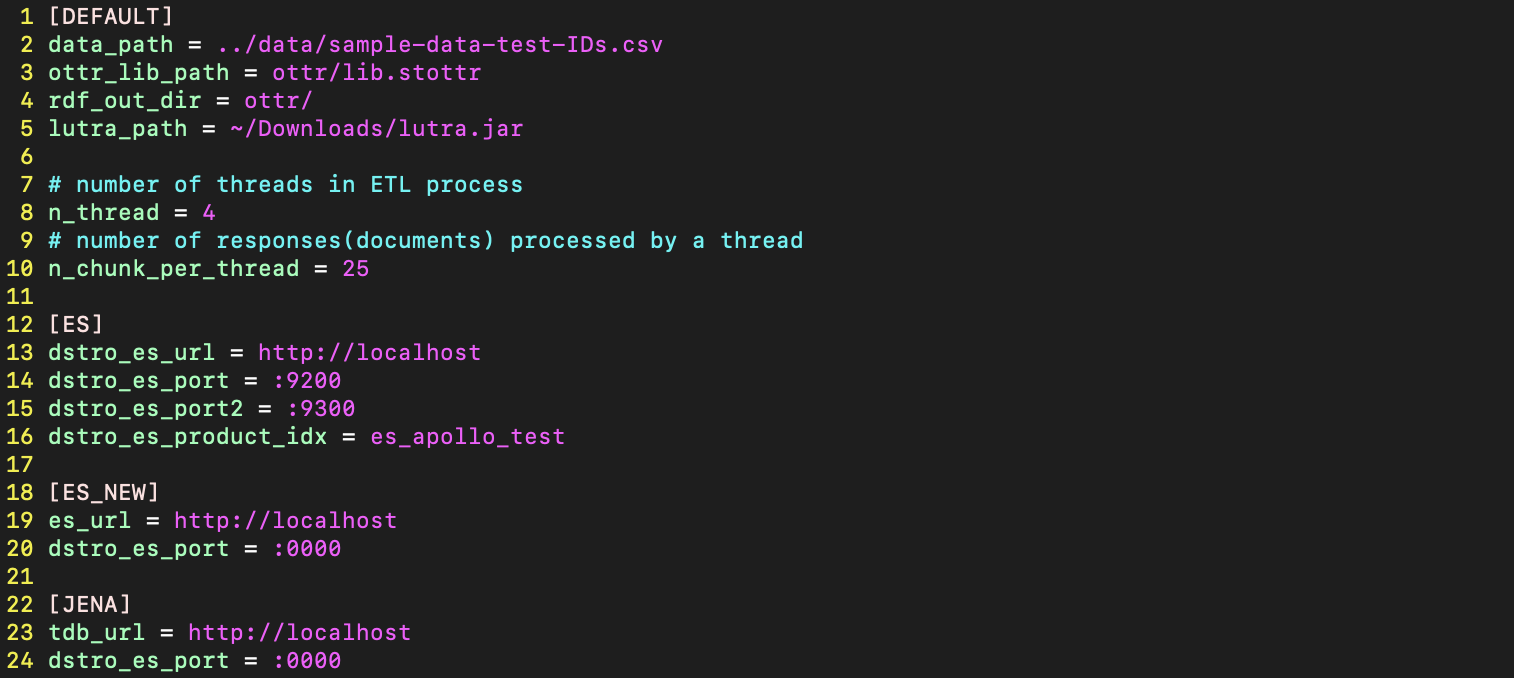 1 [DEFAULT]
2 data_path = ../data/sample-data-test-IDs.csv
3 ottr_lib_path = ottr/lib.stottr
4 rdf_out_dir = ottr/
5 lutra_path = ~/Downloads/lutra.jar
6
7 # number of threads in ETL process
8 n_thread = 4
9 # number of responses(documents) processed by a thread
10 n_chunk_per_thread = 25
11
12 [ES]
13 dstro_es_url = http://localhost
14 dstro_es_port = :9200
15 dstro_es_port2 = :9300
16 dstro_es_product_idx = es_apollo_test
17
18 [ES_NEW]
19 es_url = http://localhost
20 dstro_es_port = :0000
21
22 [JENA]
23 tdb_url = http://localhost
24 dstro_es_port = :0000